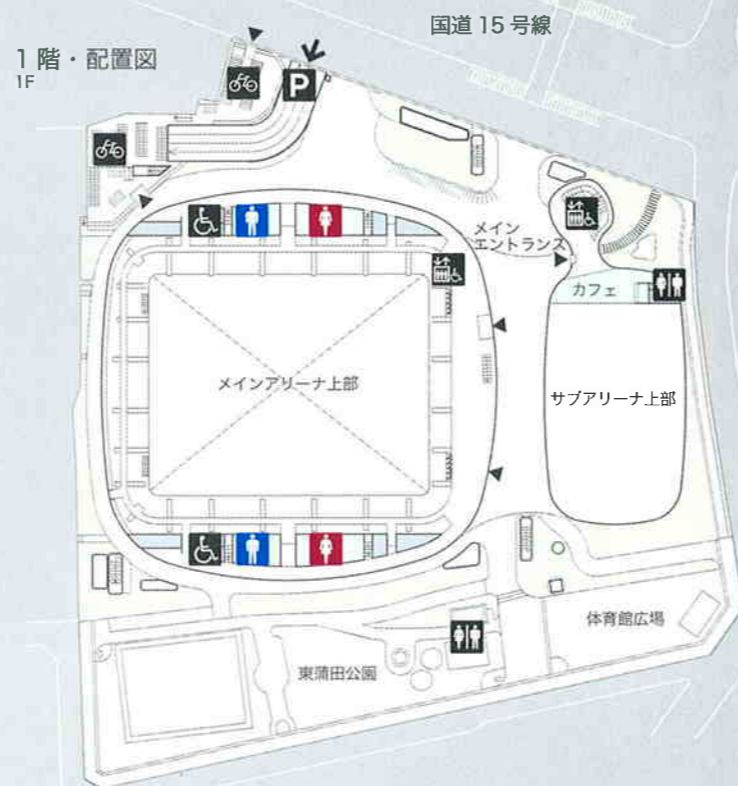 国道 15 号線
1 階・配置図
1F
P
メイン
エントランス
カフェ
メインアリーナ上部
サブアリーナ上部
体育館広場
東蒲田公園